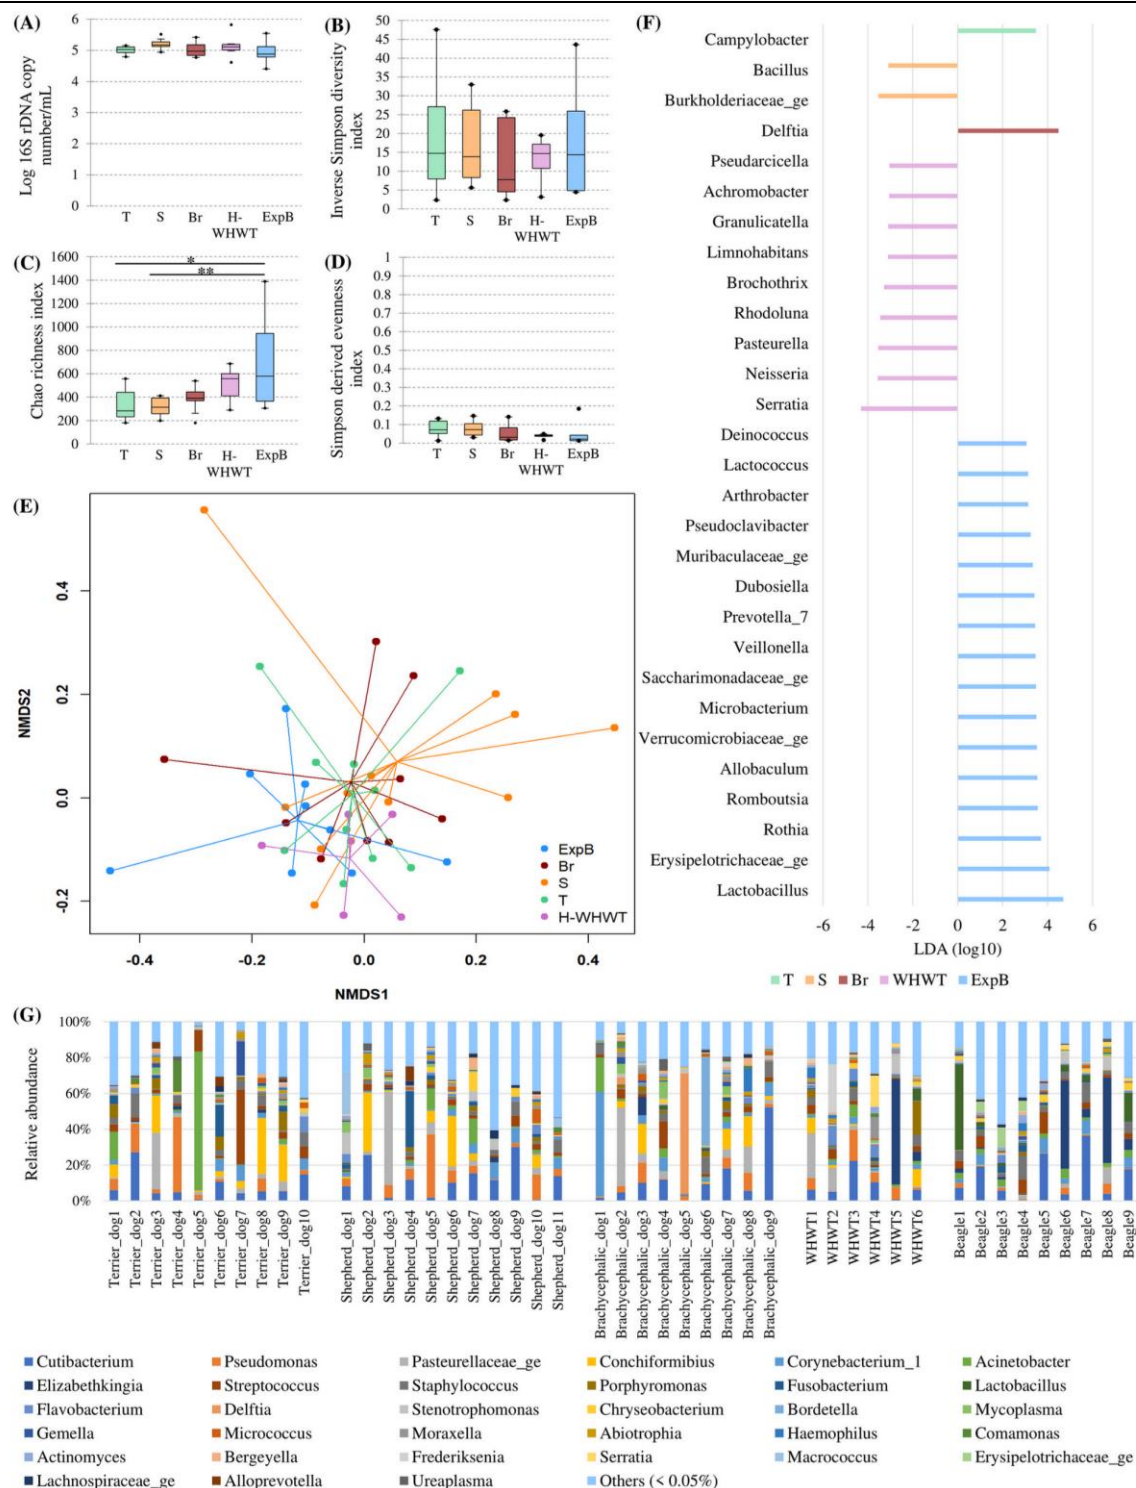 (A)
Log 16S rDNA copy
number/mL
6
5
4
3
2
1
0
T S Br H- ExpB
WHWT
(B)
Inverse Simpson diversity
index
50
45
40
35
30
25
20
15
10
5
0
T S Br H- ExpB
WHWT
(C)
Chao richness index
1600
1400
1200
1000
800
600
400
200
0
*
**
T S Br H- ExpB
WHWT
(D)
Simpson derived evenness
index
1
0.9
0.8
0.7
0.6
0.5
0.4
0.3
0.2
0.1
0
T S Br H- ExpB
WHWT
(E)
NMDS2
0.4
0.2
0.0
-0.2
-0.4 -0.2 0.0 0.2 0.4
NMDS1
ExpB
Br
S
T
H-WHWT
(F)
Campylobacter
Bacillus
Burkholderiaceae_ge
Delftia
Pseudarcicella
Achromobacter
Granulicatella
Limnohabitans
Brochothrix
Rhodoluna
Pasteurella
Neisseria
Serratia
Deinococcus
Lactococcus
Arthrobacter
Pseudoclavibacter
Muribaculaceae_ge
Dubosiella
Prevotella_7
Veillonella
Saccharimonadaceae_ge
Microbacterium
Verrucomicrobiaceae_ge
Allobaculum
Romboutsia
Rothia
Erysipelotrichaceae_ge
Lactobacillus
-6 -4 -2 0 2 4 6
LDA (log10)
T S Br WHWT ExpB
(G)
Relative abundance
100%
80%
60%
40%
20%
0%
Terrier_dog1
Terrier_dog2
Terrier_dog3
Terrier_dog4
Terrier_dog5
Terrier_dog6
Terrier_dog7
Terrier_dog8
Terrier_dog9
Terrier_dog10
Shepherd_dog1
Shepherd_dog2
Shepherd_dog3
Shepherd_dog4
Shepherd_dog5
Shepherd_dog6
Shepherd_dog7
Shepherd_dog8
Shepherd_dog9
Shepherd_dog10
Shepherd_dog11
Brachycephalic_dog1
Brachycephalic_dog2
Brachycephalic_dog3
Brachycephalic_dog4
Brachycephalic_dog5
Brachycephalic_dog6
Brachycephalic_dog7
Brachycephalic_dog8
Brachycephalic_dog9
WHWT1
WHWT2
WHWT3
WHWT4
WHWT5
WHWT6
Beagle1
Beagle2
Beagle3
Beagle4
Beagle5
Beagle6
Beagle7
Beagle8
Beagle9
Cutibacterium Pseudomonas Pasteurellaceae_ge Conchiformibius Corynebacterium_1 Acinetobacter
Elizabethkingia Streptococcus Staphylococcus Porphyromonas Fusobacterium Lactobacillus
Flavobacterium Delftia Stenotrophomonas Chryseobacterium Bordetella Mycoplasma
Gemella Micrococcus Moraxella Abiotrophia Haemophilus Comamonas
Actinomyces Bergeyella Frederiksenia Serratia Macrococcus Erysipelotrichaceae_ge
Lachnospiraceae_ge Alloprevotella Ureaplasma Others (< 0.05%)